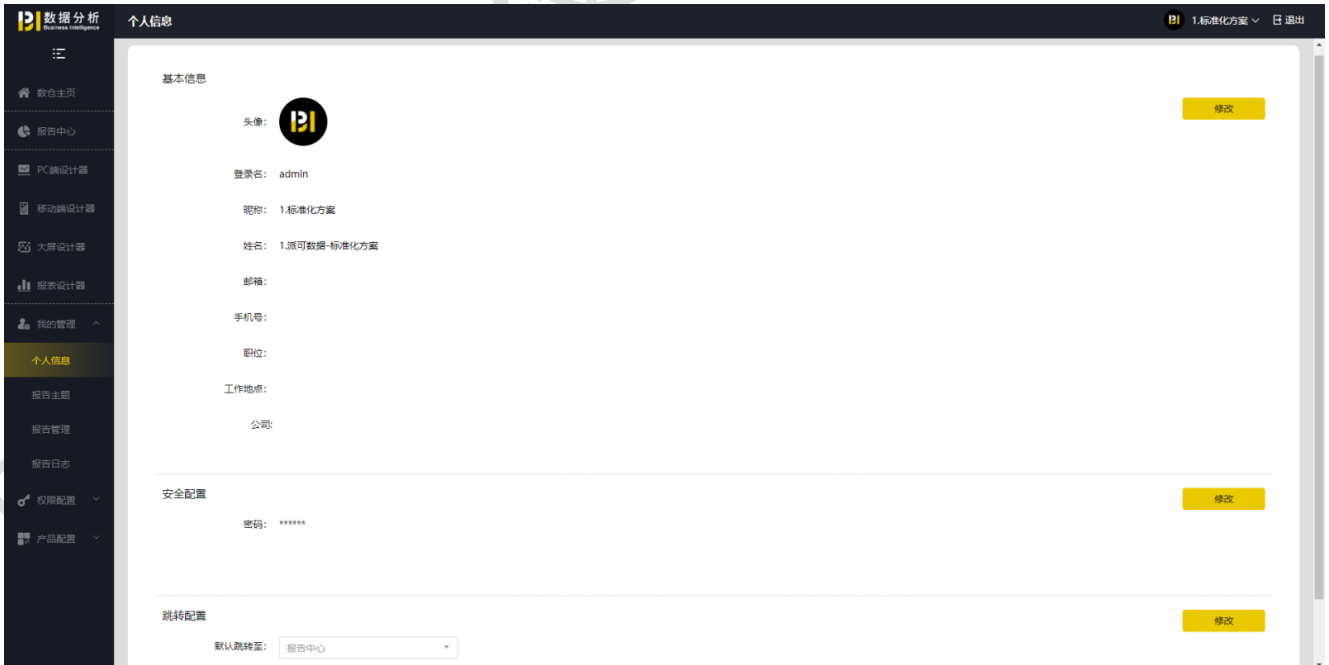 数据分析
Business Intelligence
个人信息
1.标准化方案
退出
数仓主页
报告中心
PC端设计器
移动端设计器
大屏设计器
报表设计器
我的管理
个人信息
报告主题
报告管理
报告日志
权限配置
产品配置
基本信息
修改
头像:
登录名: admin
昵称: 1.标准化方案
姓名: 1.派可数据-标准化方案
邮箱:
手机号:
职位:
工作地点:
公司:
安全配置
修改
密码: ******
跳转配置
修改
默认跳转至: 报告中心